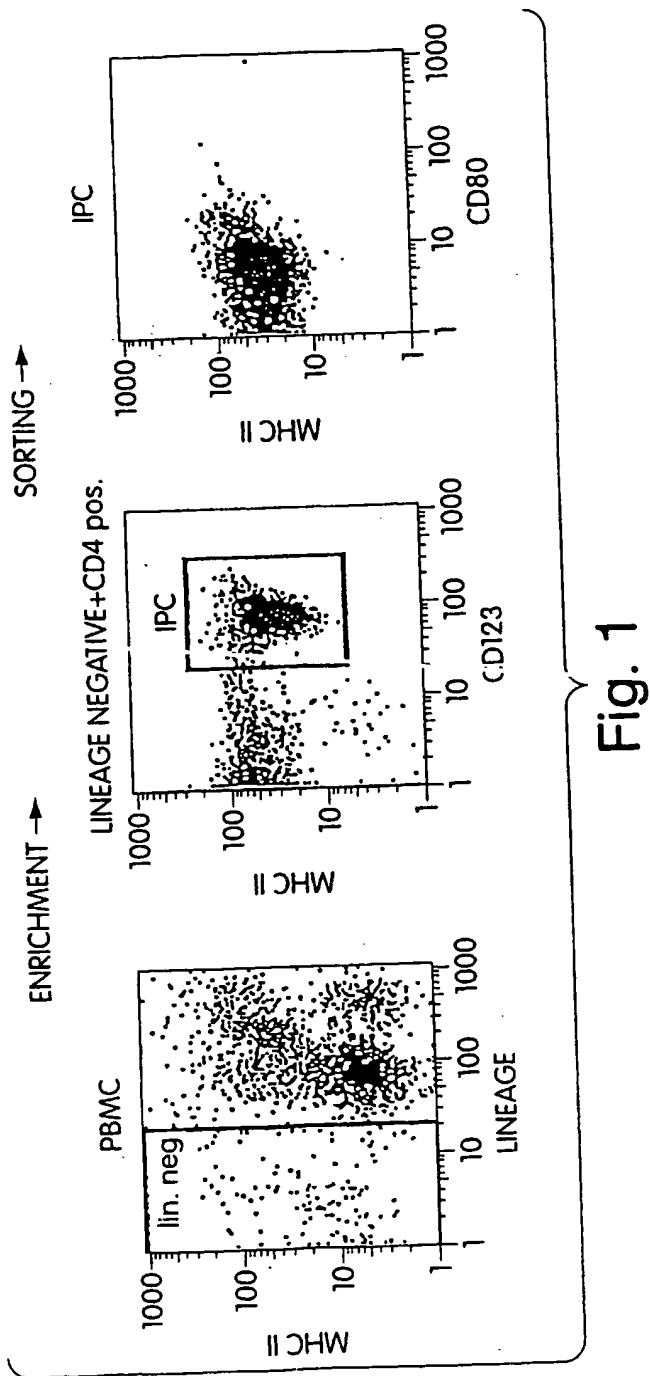 ENRICHMENT →
SORTING →
PBMC
lin. neg
MHC II
1000
100
10
1
1
10
100
1000
LINEAGE
LINEAGE NEGATIVE+CD4 pos.
IPC
MHC II
1000
100
10
1
1
10
100
1000
CD123
IPC
MHC II
1000
100
10
1
1
10
100
1000
CD80
Fig. 1